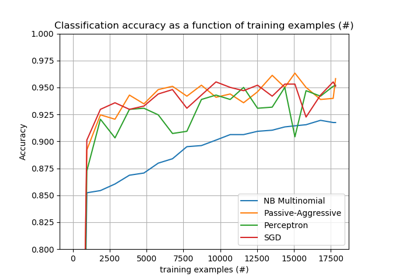 Classification accuracy as a function of training examples (#)
1.000
0.975
0.950
0.925
0.900
0.875
0.850
0.825
0.800
Accuracy
0 2500 5000 7500 10000 12500 15000 17500
training examples (#)
NB Multinomial
Passive-Aggressive
Perceptron
SGD